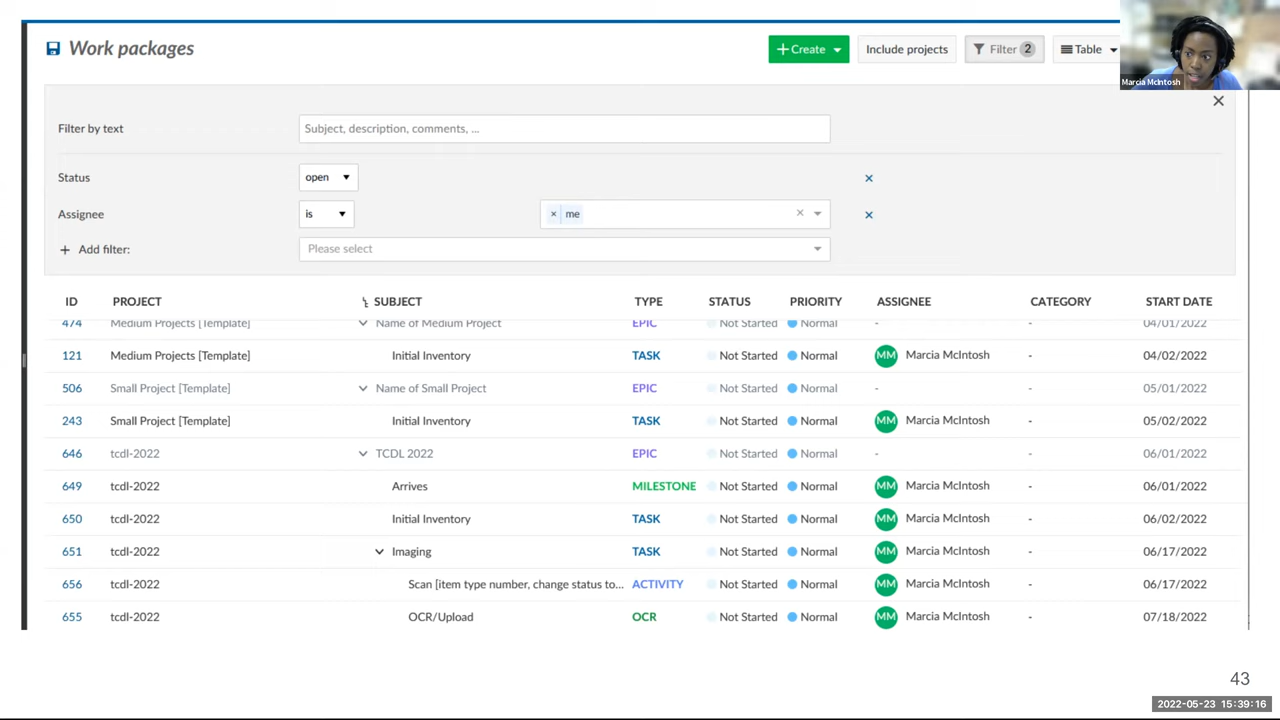 Work packages
+ Create Include projects Filter 2 Table
Marcia McIntosh
Filter by text Subject, description, comments, ...
Status open
Assignee is × me
+ Add filter: Please select
ID PROJECT SUBJECT TYPE STATUS PRIORITY ASSIGNEE CATEGORY START DATE
474 Medium Projects [Template] Name of Medium Project EPIC Not Started Normal - - 04/01/2022
121 Medium Projects [Template] Initial Inventory TASK Not Started Normal MM Marcia McIntosh - 04/02/2022
506 Small Project [Template] Name of Small Project EPIC Not Started Normal - - 05/01/2022
243 Small Project [Template] Initial Inventory TASK Not Started Normal MM Marcia McIntosh - 05/02/2022
646 tcdl-2022 TCDL 2022 EPIC Not Started Normal - - 06/01/2022
649 tcdl-2022 Arrives MILESTONE Not Started Normal MM Marcia McIntosh - 06/01/2022
650 tcdl-2022 Initial Inventory TASK Not Started Normal MM Marcia McIntosh - 06/02/2022
651 tcdl-2022 Imaging TASK Not Started Normal MM Marcia McIntosh - 06/17/2022
656 tcdl-2022 Scan [item type number, change status to... ACTIVITY Not Started Normal MM Marcia McIntosh - 06/17/2022
655 tcdl-2022 OCR/Upload OCR Not Started Normal MM Marcia McIntosh - 07/18/2022
43
2022-05-23 15:39:16